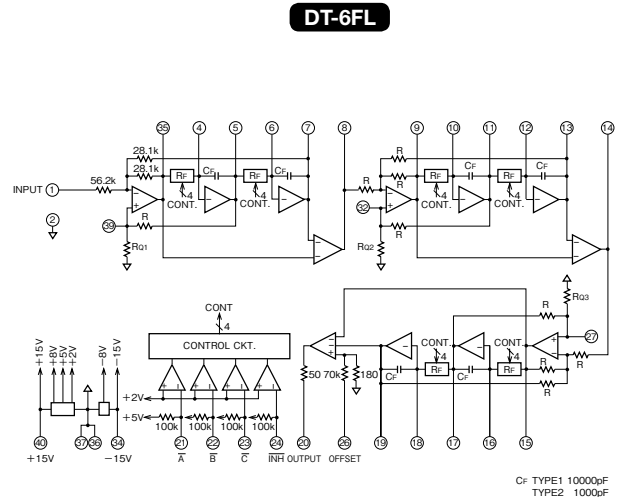 DT-6FL
35 4 5 6 7 8 9 10 11 12 13 14
28.1k
28.1k
RF CF RF CF
56.2k
INPUT 1
4 CONT. 4 CONT.
2
39 R
RQ1
R
R
R RF CF RF CF
4 CONT. 4 CONT.
32
R
RQ2
CONT
4
CONTROL CKT.
+15V +8V +5V +2V −8V −15V
+2V
+5V
100k 100k 100k 100k
40 37 36 34 21 22 23 24 20 26 19 18 17 16 15
+15V −15V A̅ B̅ C̅ I̅N̅H̅ OUTPUT OFFSET
50 70k 180
CONT. CONT.
4 4
CF RF CF RF
R RQ3
27
R
R
R
CF TYPE1 10000pF
TYPE2 1000pF